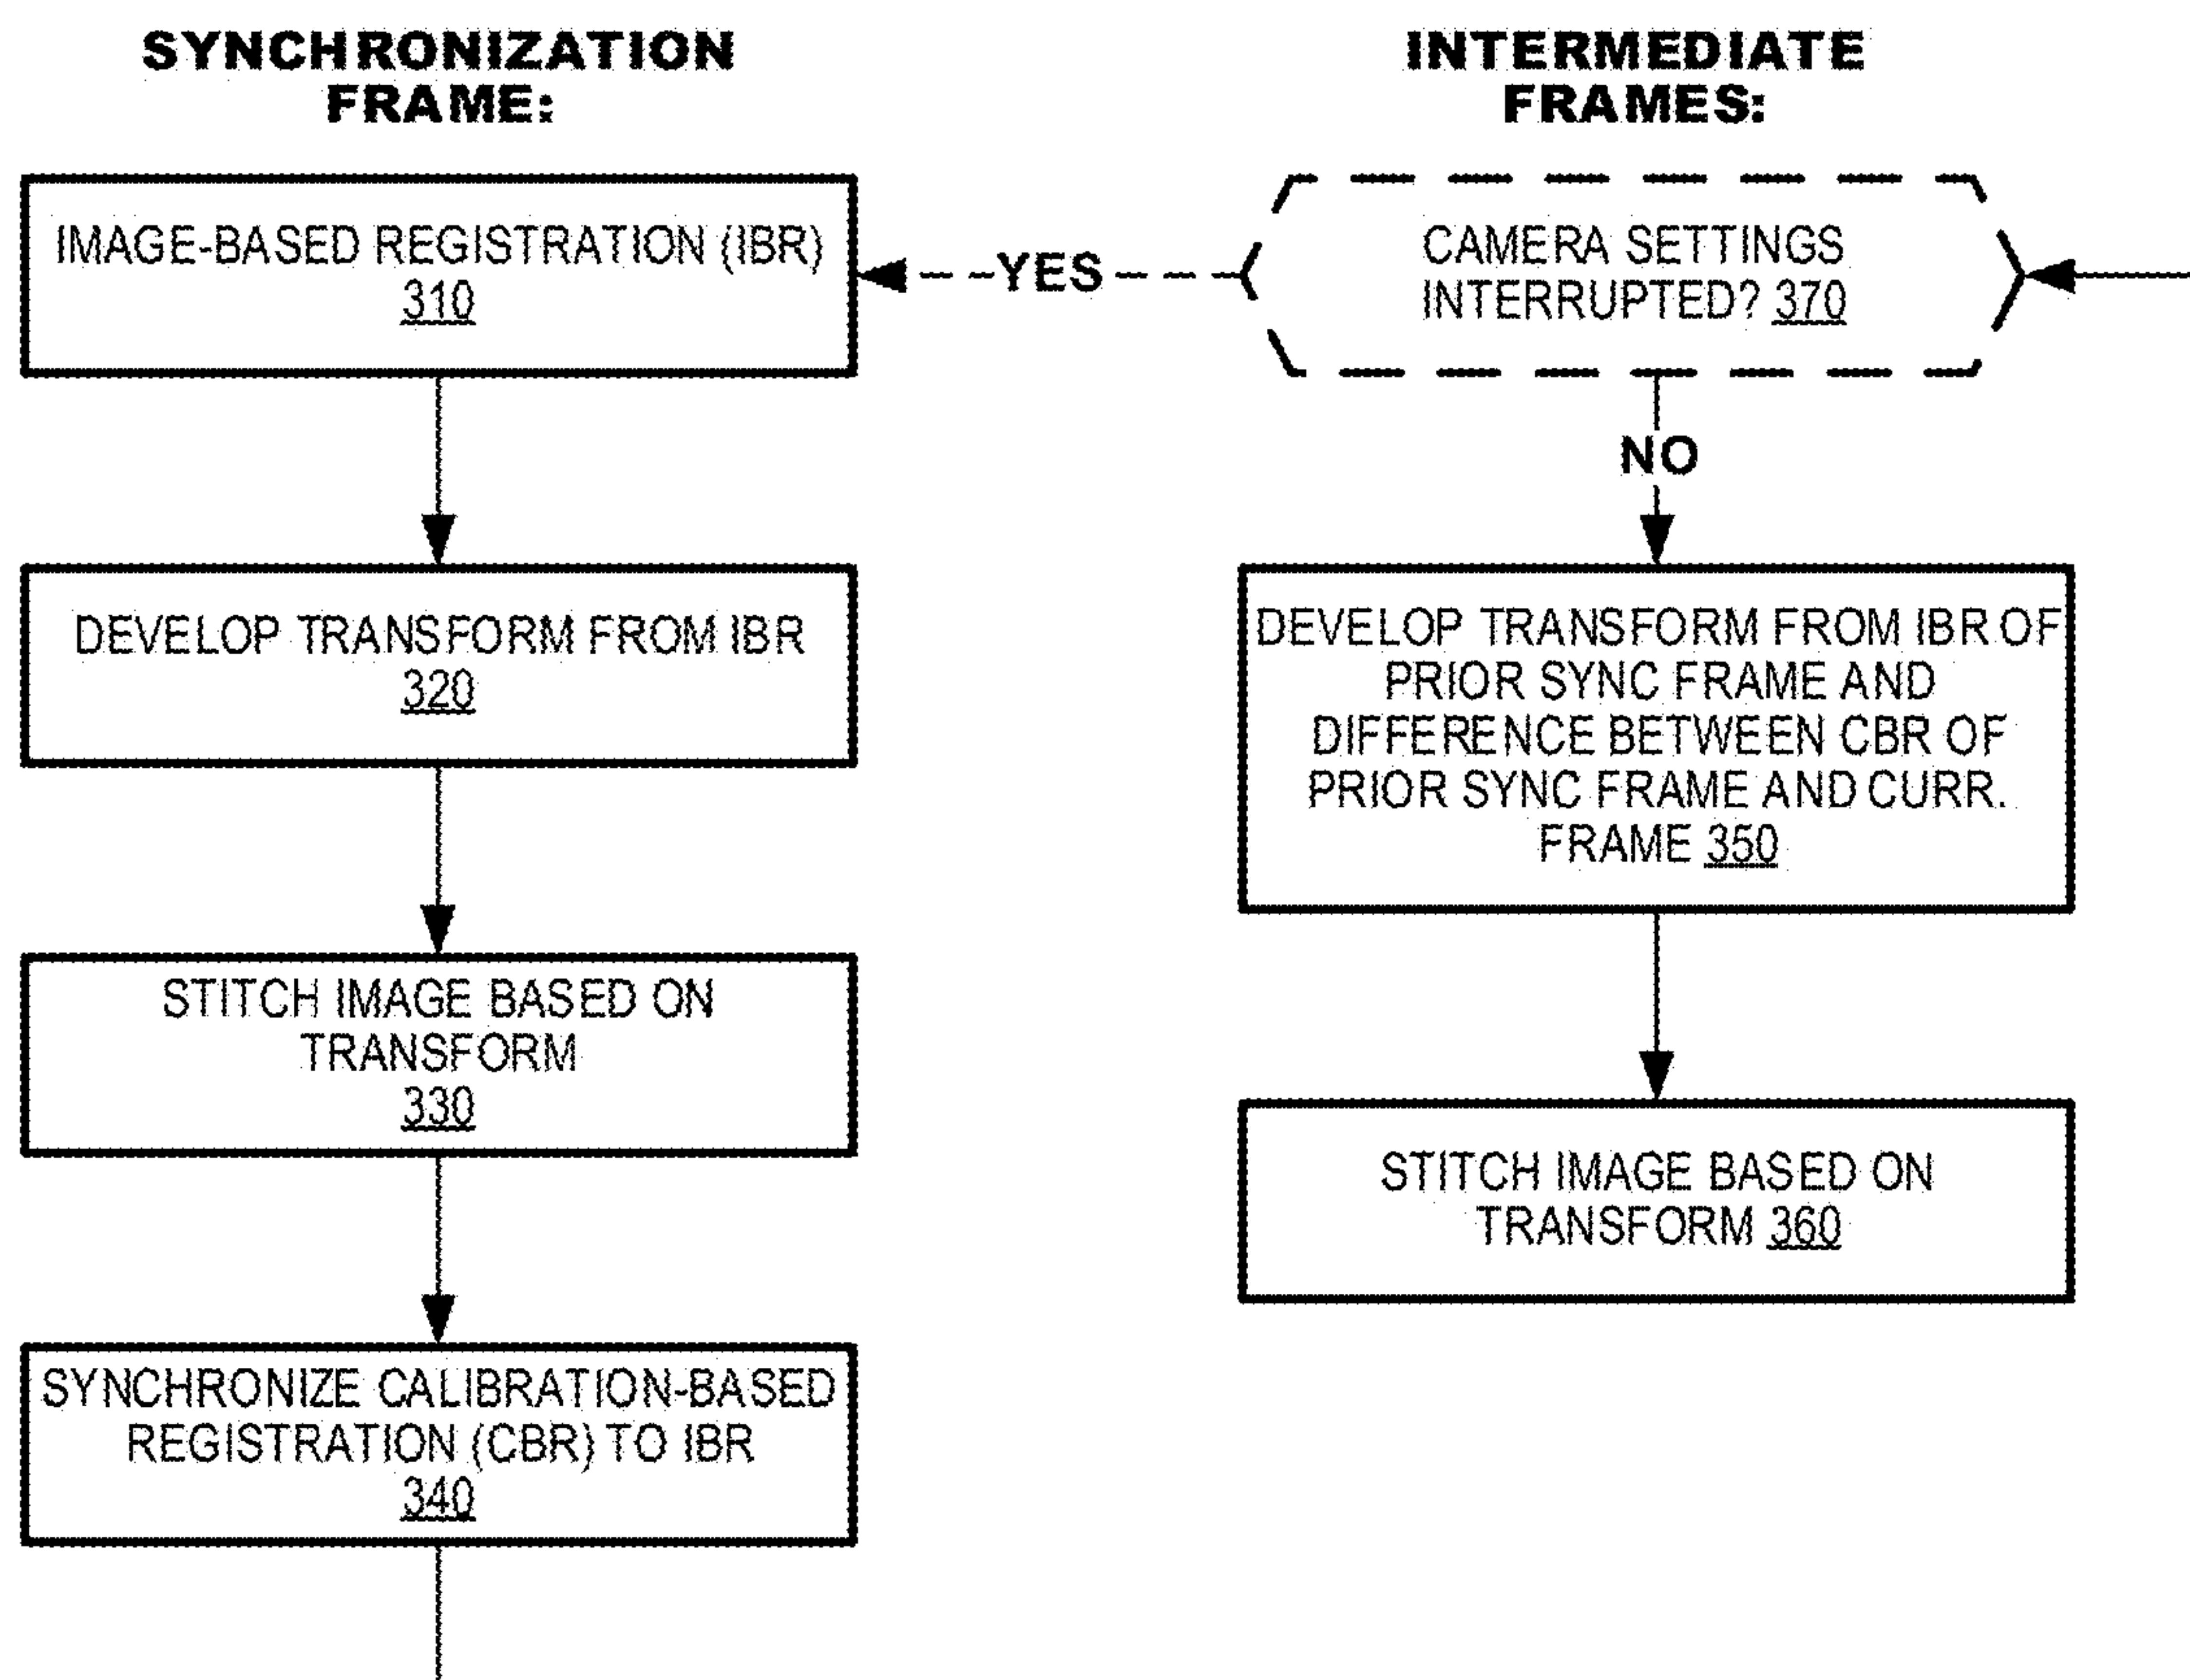 SYNCHRONIZATION
FRAME:
IMAGE-BASED REGISTRATION (IBR)
310
DEVELOP TRANSFORM FROM IBR
320
STITCH IMAGE BASED ON
TRANSFORM
330
SYNCHRONIZE CALIBRATION-BASED
REGISTRATION (CBR) TO IBR
340
INTERMEDIATE
FRAMES:
CAMERA SETTINGS
INTERRUPTED? 370
YES
NO
DEVELOP TRANSFORM FROM IBR OF
PRIOR SYNC FRAME AND
DIFFERENCE BETWEEN CBR OF
PRIOR SYNC FRAME AND CURR.
FRAME 350
STITCH IMAGE BASED ON
TRANSFORM 360